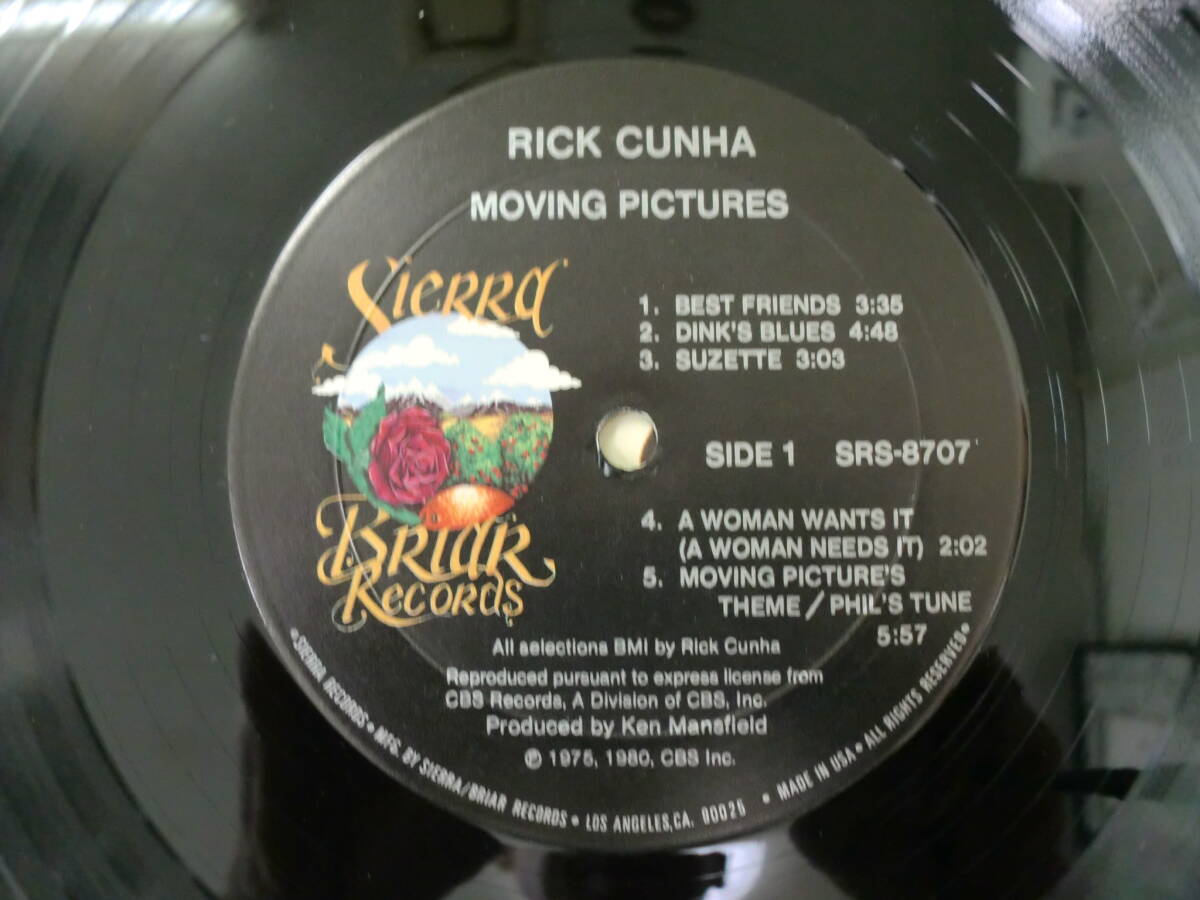 RICK CUNHA
MOVING PICTURES
Sierra
Briar
Records
1. BEST FRIENDS 3:35
2. DINK'S BLUES 4:48
3. SUZETTE 3:03
SIDE 1 SRS-8707
4. A WOMAN WANTS IT
(A WOMAN NEEDS IT) 2:02
5. MOVING PICTURE'S
THEME / PHIL'S TUNE
5:57
All selections BMI by Rick Cunha
Reproduced pursuant to express license from
CBS Records, A Division of CBS, Inc.
Produced by Ken Mansfield
℗ 1975, 1980, CBS Inc.
•SIERRA RECORDS• MFG. BY SIERRA/BRIAR RECORDS • LOS ANGELES, CA. 00025 • MADE IN USA • ALL RIGHTS RESERVED•